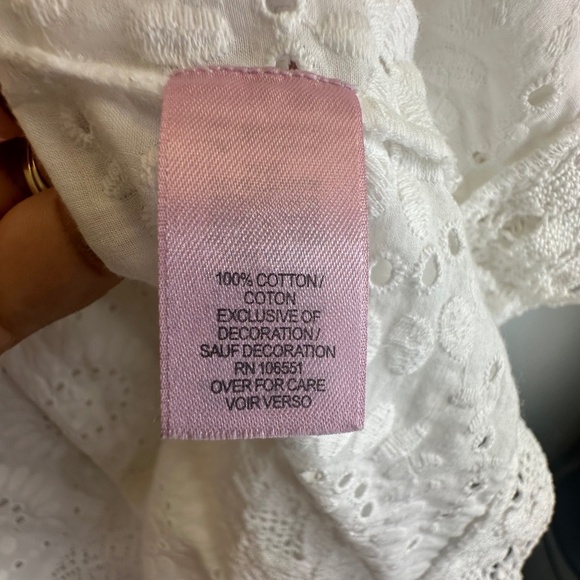 100% COTTON/
COTON
EXCLUSIVE OF
DECORATION/
SAUF DECORATION
RN 106551
OVER FOR CARE
VOIR VERSO